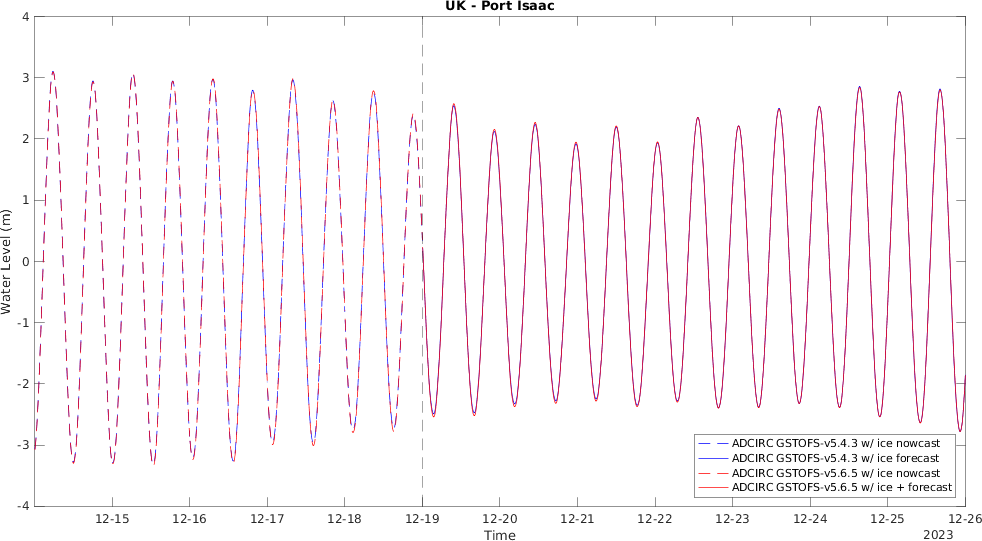 UK - Port Isaac
4
3
2
1
0
-1
-2
-3
-4
Water Level (m)
12-15 12-16 12-17 12-18 12-19 12-20 12-21 12-22 12-23 12-24 12-25 12-26
Time
2023
ADCIRC GSTOFS-v5.4.3 w/ ice nowcast
ADCIRC GSTOFS-v5.4.3 w/ ice forecast
ADCIRC GSTOFS-v5.6.5 w/ ice nowcast
ADCIRC GSTOFS-v5.6.5 w/ ice + forecast